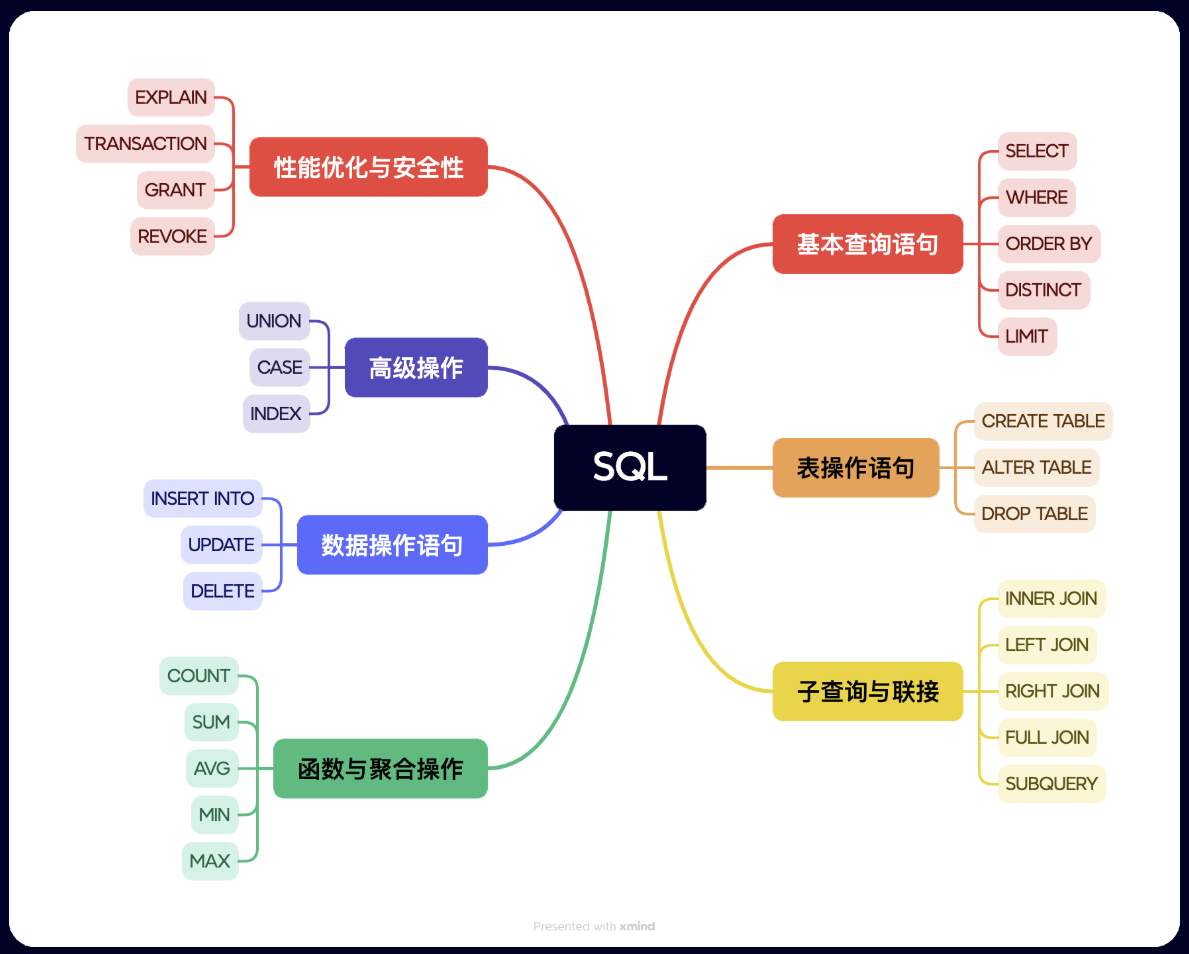 SQL
基本查询语句
SELECT
WHERE
ORDER BY
DISTINCT
LIMIT
表操作语句
CREATE TABLE
ALTER TABLE
DROP TABLE
子查询与联接
INNER JOIN
LEFT JOIN
RIGHT JOIN
FULL JOIN
SUBQUERY
性能优化与安全性
EXPLAIN
TRANSACTION
GRANT
REVOKE
高级操作
UNION
CASE
INDEX
数据操作语句
INSERT INTO
UPDATE
DELETE
函数与聚合操作
COUNT
SUM
AVG
MIN
MAX
Presented with xmind